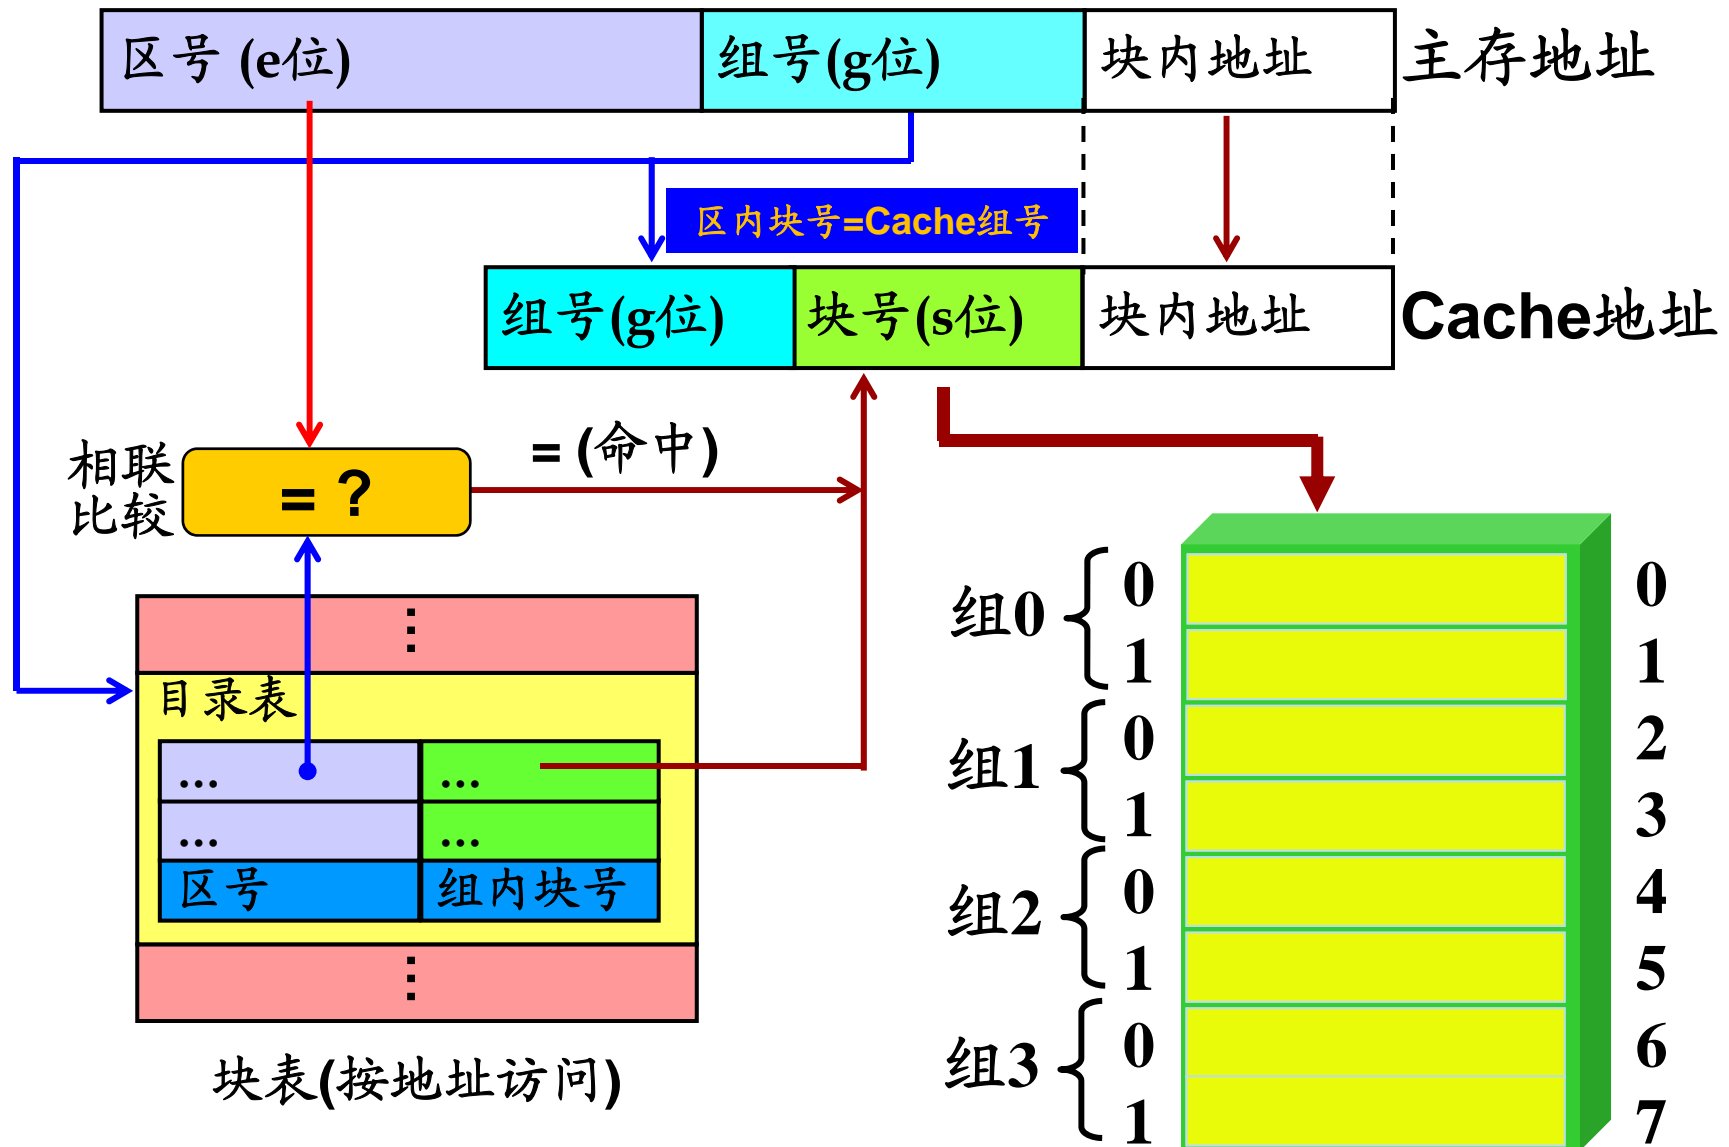 区号 (e位)
组号(g位)
块内地址
主存地址
区内块号=Cache组号
组号(g位)
块号(s位)
块内地址
Cache地址
相联
比较
= ?
= (命中)
⋮
目录表
...
...
...
...
区号
组内块号
⋮
块表(按地址访问)
组0
0
0
1
1
组1
0
2
1
3
组2
0
4
1
5
组3
0
6
1
7